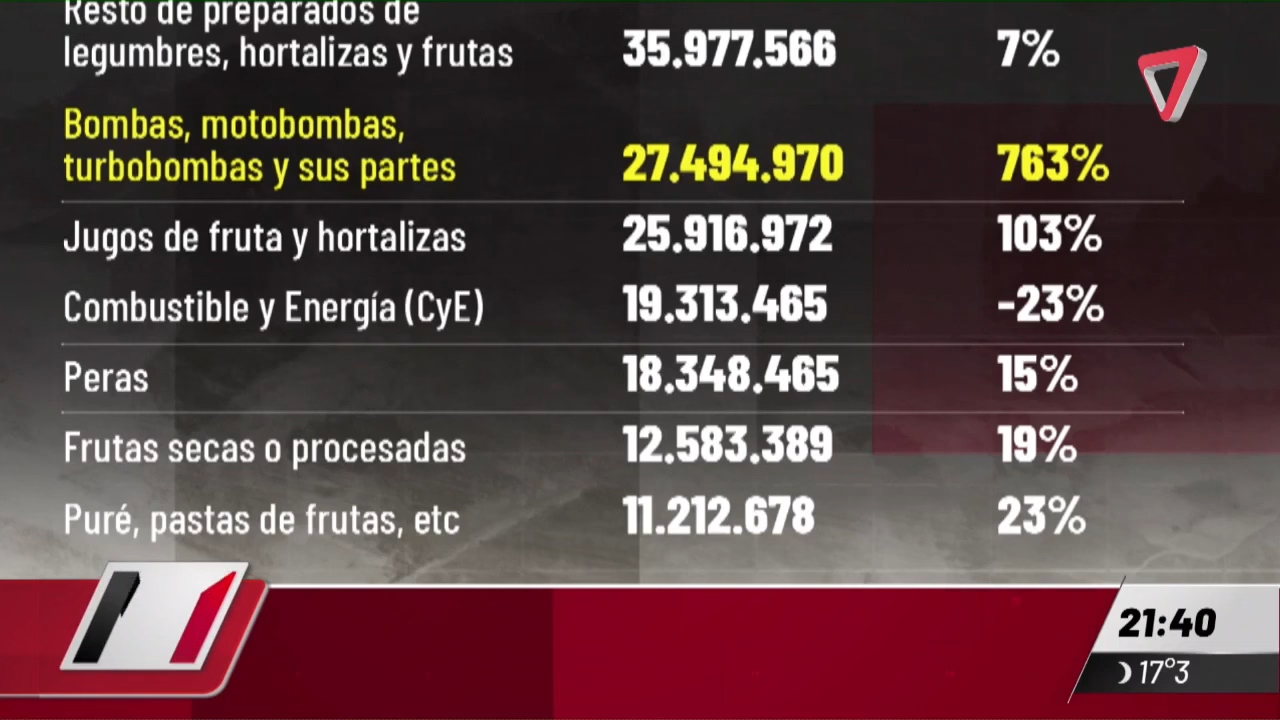 Resto de preparados de
legumbres, hortalizas y frutas 35.977.566 7%
Bombas, motobombas,
turbobombas y sus partes 27.494.970 763%
Jugos de fruta y hortalizas 25.916.972 103%
Combustible y Energía (CyE) 19.313.465 -23%
Peras 18.348.465 15%
Frutas secas o procesadas 12.583.389 19%
Puré, pastas de frutas, etc 11.212.678 23%
21:40
17°3